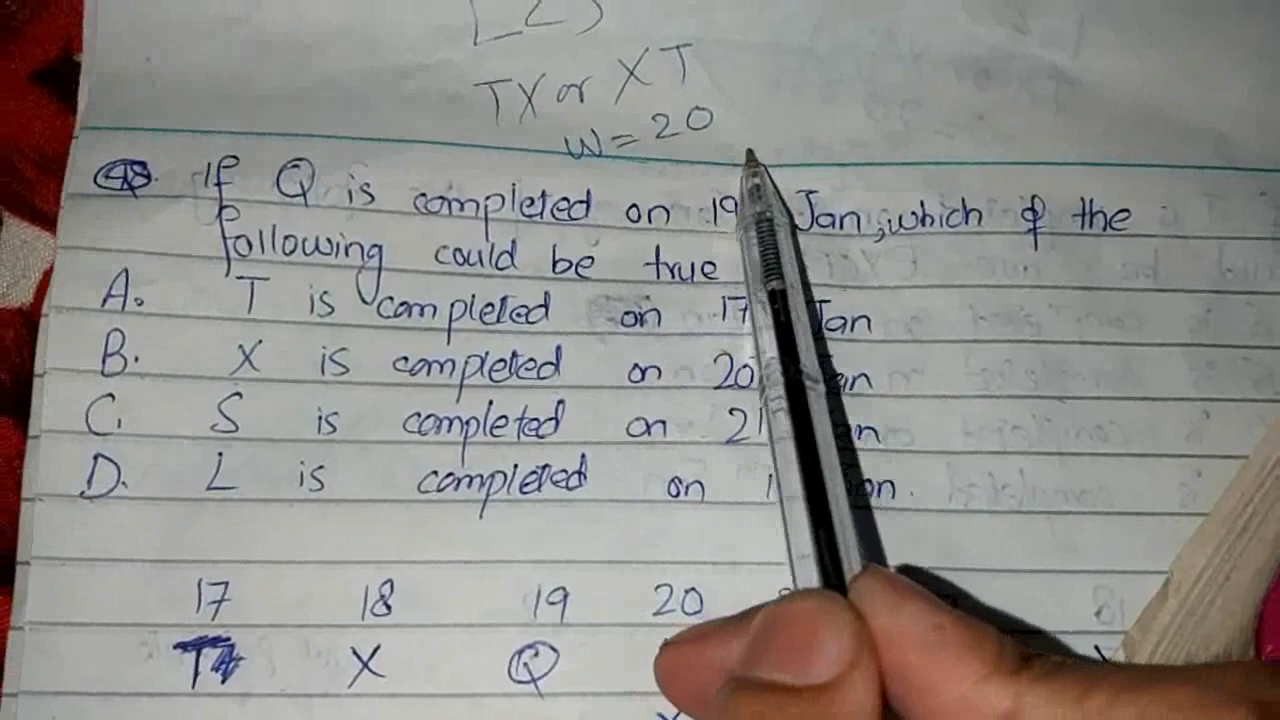 TX or XT
W = 20
Q8. If Q is completed on 19 Jan, which of the
following could be true
A. T is completed on 17 Jan
B. X is completed on 20
C. S is completed on 21
D. L is completed on
17 18 19 20
T X Q